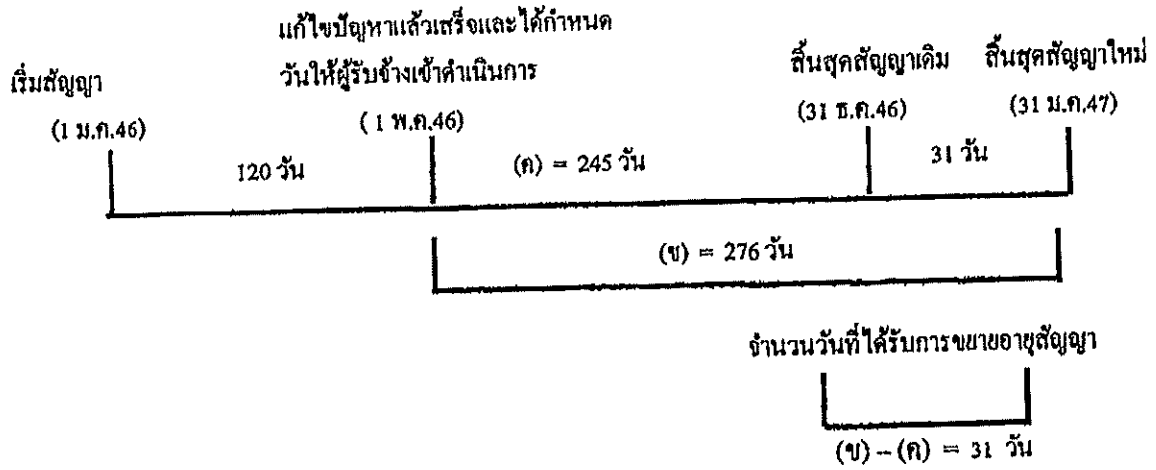 แก้ไขปัญหาแล้วเสร็จและได้กำหนด
วันให้ผู้รับจ้างเข้าดำเนินการ
เริ่มสัญญา
สิ้นสุดสัญญาเดิม
สิ้นสุดสัญญาใหม่
(1 ม.ค.46)
( 1 พ.ค.46)
(31 ธ.ค.46)
(31 ม.ค.47)
120 วัน
(ค) = 245 วัน
31 วัน
(ข) = 276 วัน
จำนวนวันที่ได้รับการขยายอายุสัญญา
(ข) – (ค) = 31 วัน